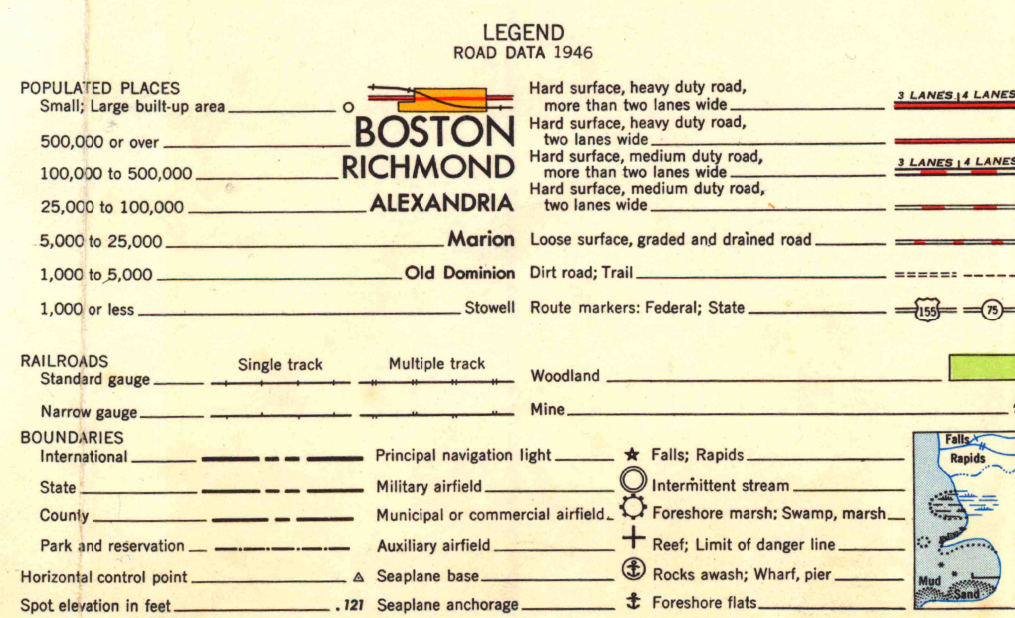 LEGEND
ROAD DATA 1946
POPULATED PLACES
Small; Large built-up area
500,000 or over BOSTON
100,000 to 500,000 RICHMOND
25,000 to 100,000 ALEXANDRIA
5,000 to 25,000 Marion
1,000 to 5,000 Old Dominion
1,000 or less Stowell
Hard surface, heavy duty road,
more than two lanes wide 3 LANES 4 LANES
Hard surface, heavy duty road,
two lanes wide
Hard surface, medium duty road,
more than two lanes wide 3 LANES 4 LANES
Hard surface, medium duty road,
two lanes wide
Loose surface, graded and drained road
Dirt road; Trail
Route markers: Federal; State 155 75
RAILROADS Single track Multiple track
Standard gauge
Narrow gauge
Woodland
Mine
BOUNDARIES
International
State
County
Park and reservation
Horizontal control point
Spot elevation in feet .121
Principal navigation light
Military airfield
Municipal or commercial airfield
Auxiliary airfield
Seaplane base
Seaplane anchorage
Falls; Rapids
Intermittent stream
Foreshore marsh; Swamp, marsh
Reef; Limit of danger line
Rocks awash; Wharf, pier
Foreshore flats
Falls
Rapids
Mud
Sand